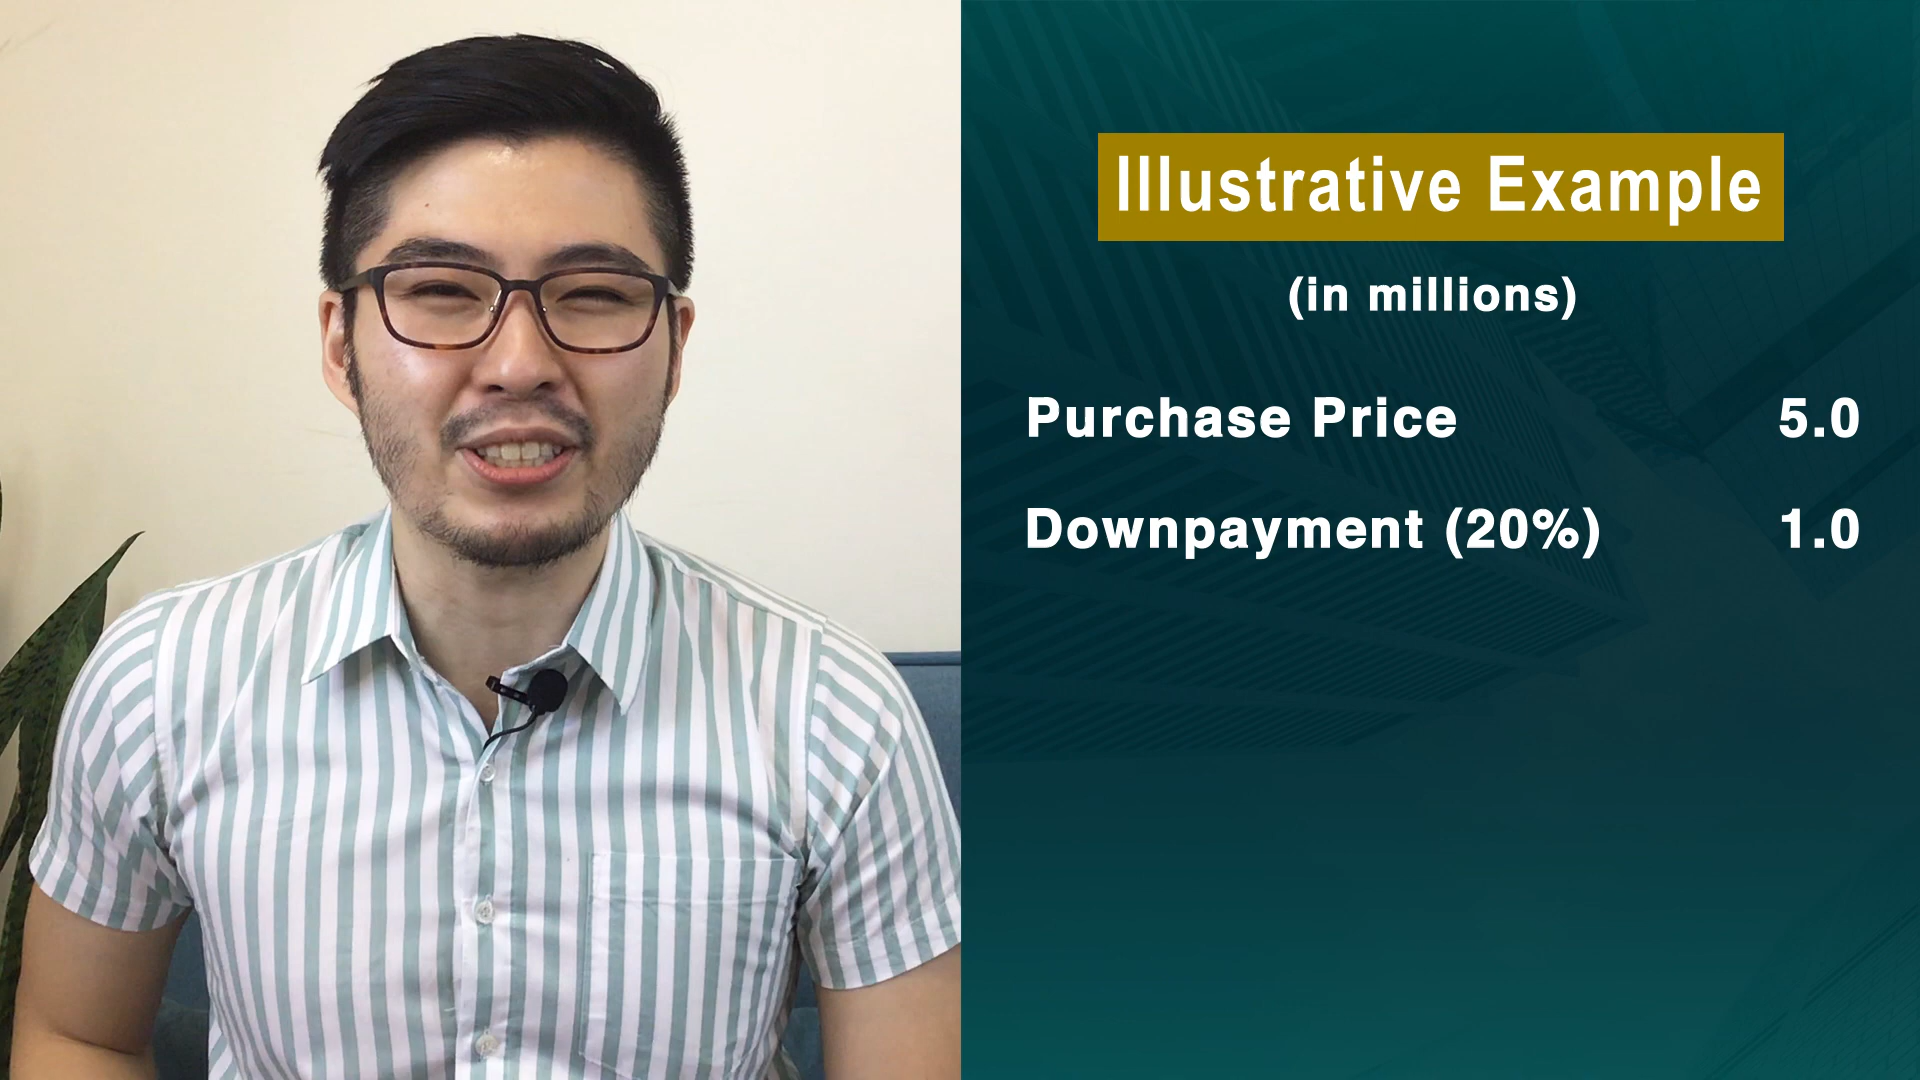 Illustrative Example
(in millions)
Purchase Price 5.0
Downpayment (20%) 1.0